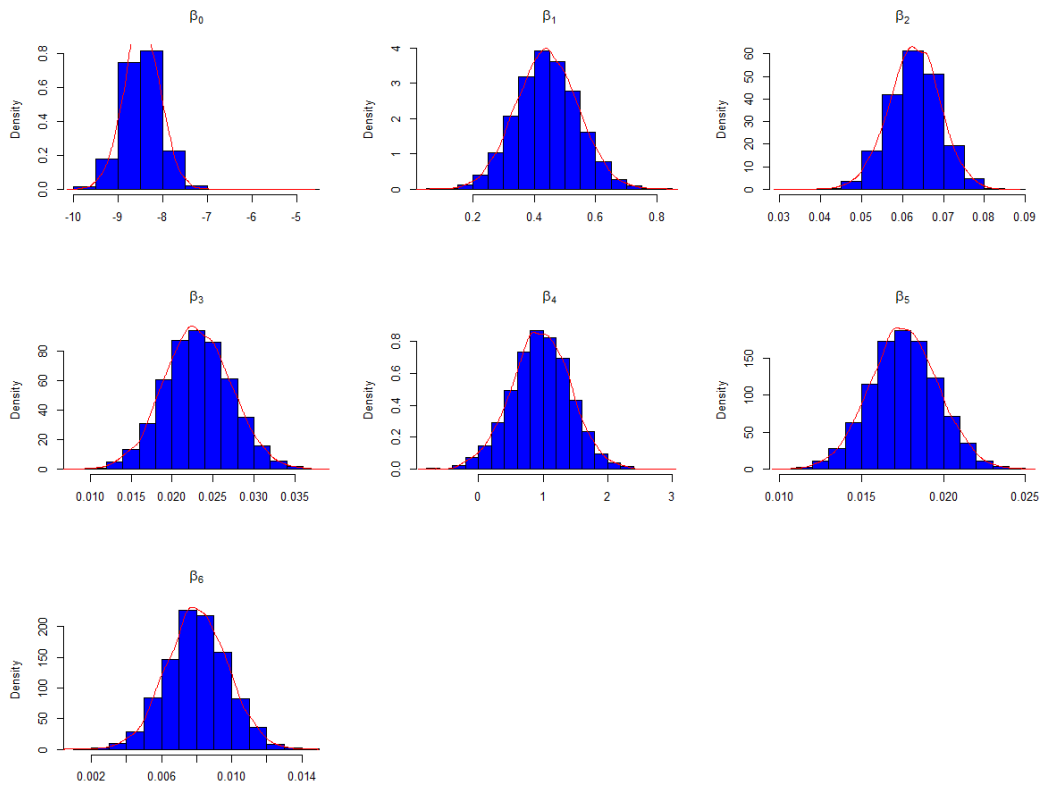 β0
Density
0.0 0.2 0.4 0.6 0.8
-10 -9 -8 -7 -6 -5
β1
Density
0 1 2 3 4
0.2 0.4 0.6 0.8
β2
Density
0 10 20 30 40 50 60
0.03 0.04 0.05 0.06 0.07 0.08 0.09
β3
Density
0 20 40 60 80
0.010 0.015 0.020 0.025 0.030 0.035
β4
Density
0.0 0.2 0.4 0.6 0.8
0 1 2 3
β5
Density
0 50 100 150
0.010 0.015 0.020 0.025
β6
Density
0 50 100 150 200
0.002 0.006 0.010 0.014